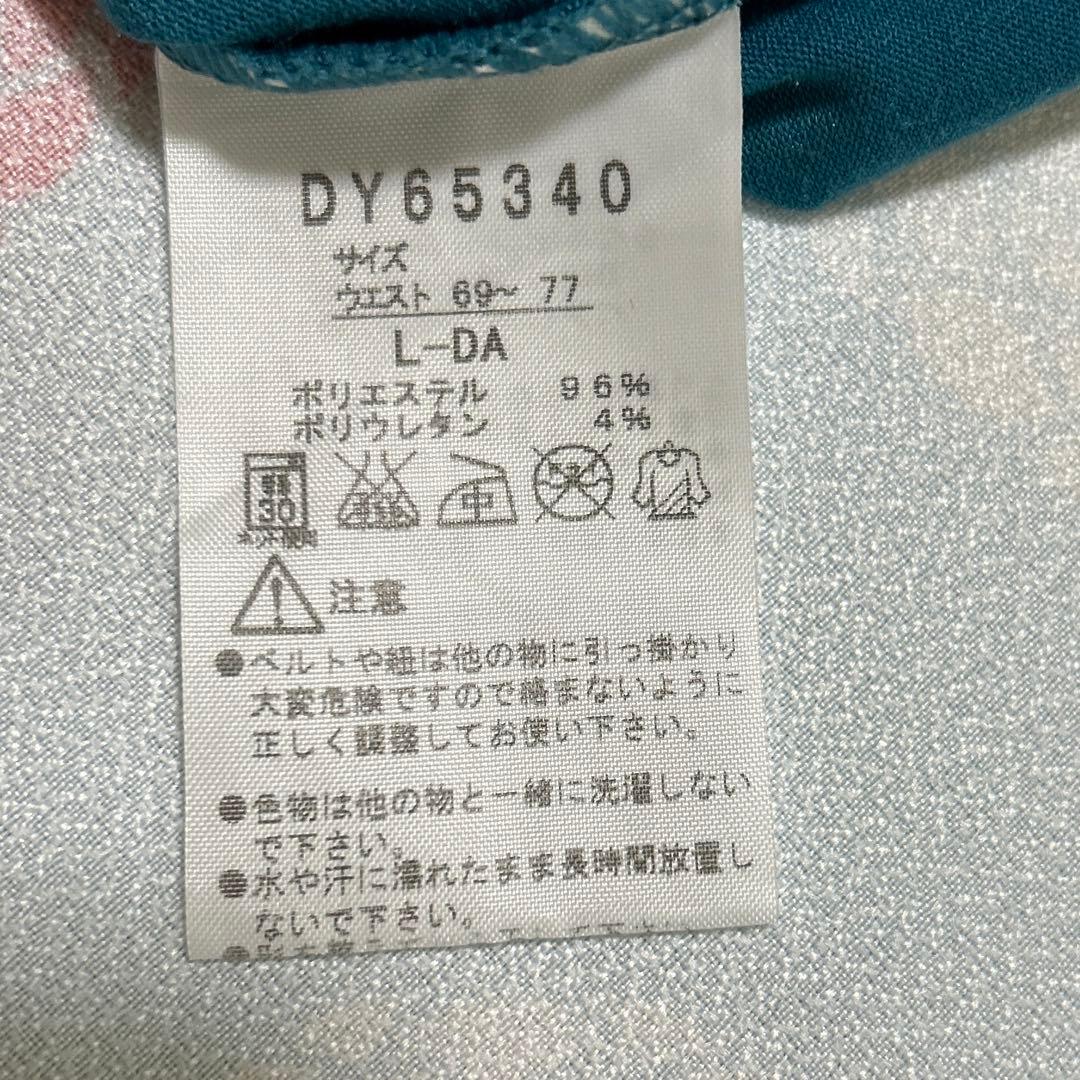 DY65340
サイズ
ウエスト 69～ 77
L-DA
ポリエステル 96%
ポリウレタン 4%
30
中
注意
●ベルトや紐は他の物に引っ掛かり
大変危険ですので絡まないように
正しく調整してお使い下さい。
●色物は他の物と一緒に洗濯しない
で下さい。
●水や汗に濡れたまま長時間放置し
ないで下さい。